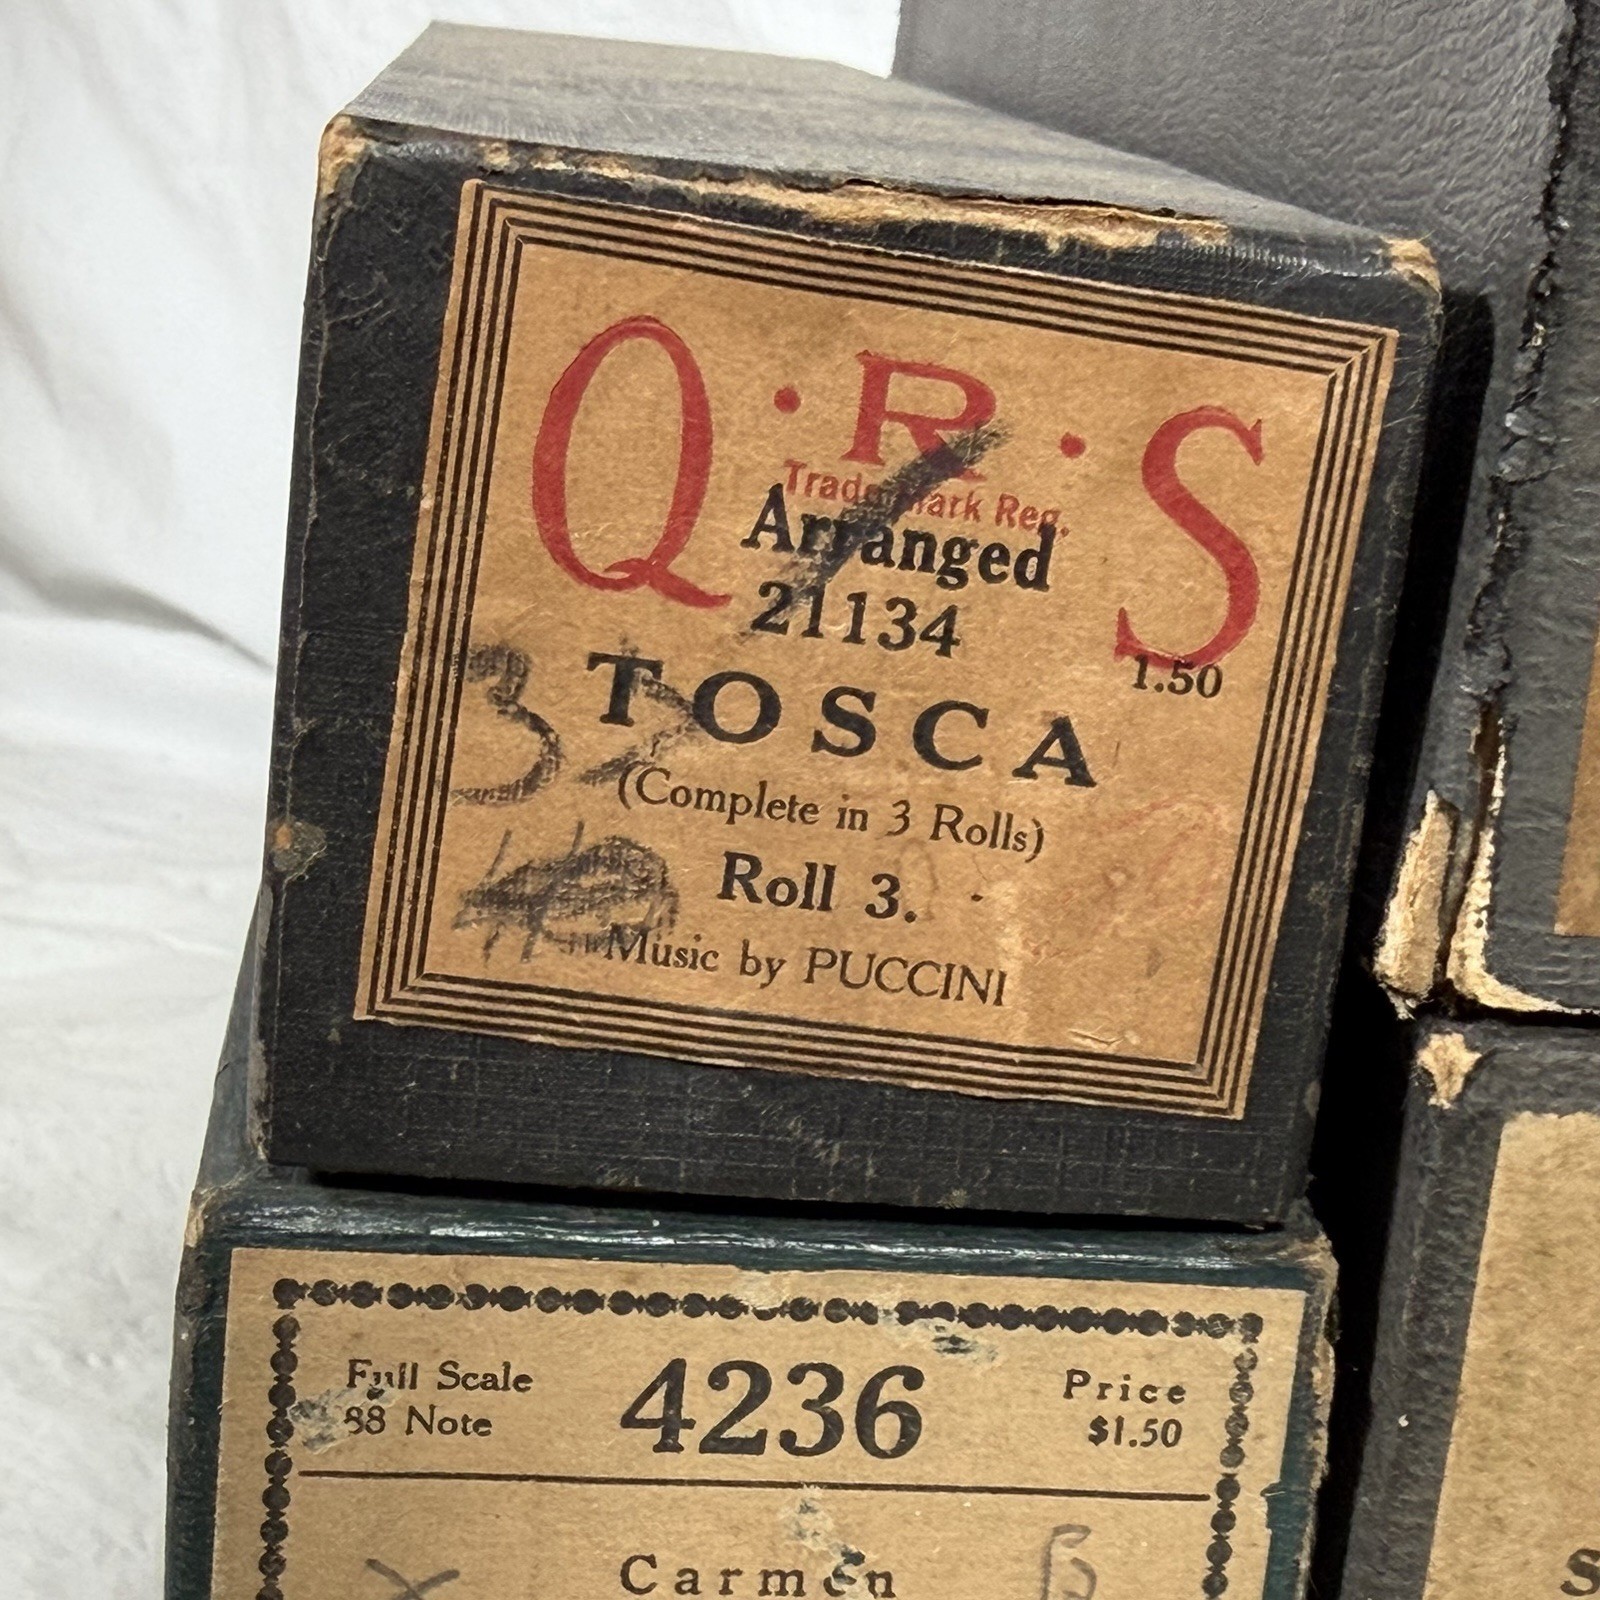 Q·R·S
Trade Mark Reg.
Arranged
21134
1.50
TOSCA
(Complete in 3 Rolls)
Roll 3.
Music by PUCCINI
Full Scale
88 Note
4236
Price
$1.50
Carmen